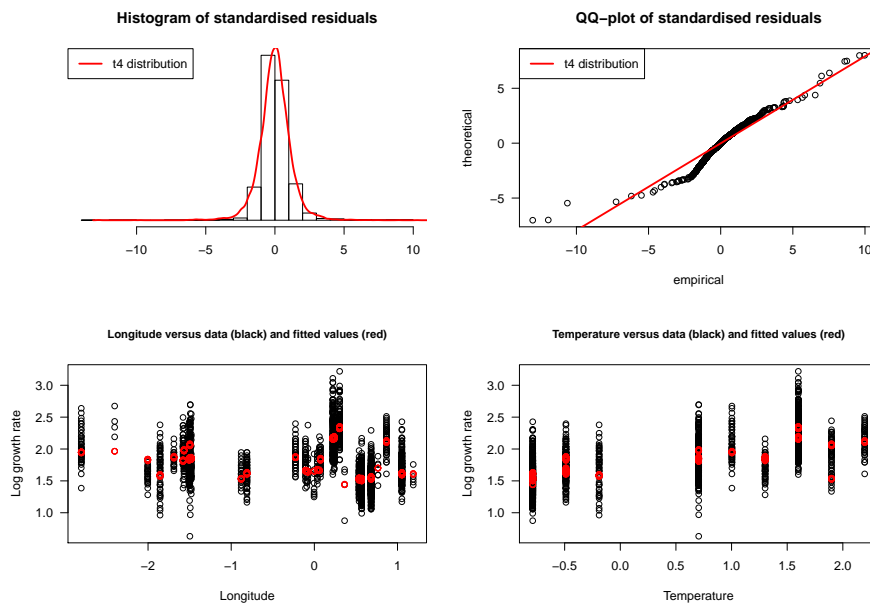 Histogram of standardised residuals
t4 distribution
−10 −5 0 5 10
QQ−plot of standardised residuals
t4 distribution
theoretical
5
0
−5
−10 −5 0 5 10
empirical
Longitude versus data (black) and fitted values (red)
Log growth rate
3.0
2.5
2.0
1.5
1.0
−2 −1 0 1
Longitude
Temperature versus data (black) and fitted values (red)
Log growth rate
3.0
2.5
2.0
1.5
1.0
−0.5 0.0 0.5 1.0 1.5 2.0
Temperature